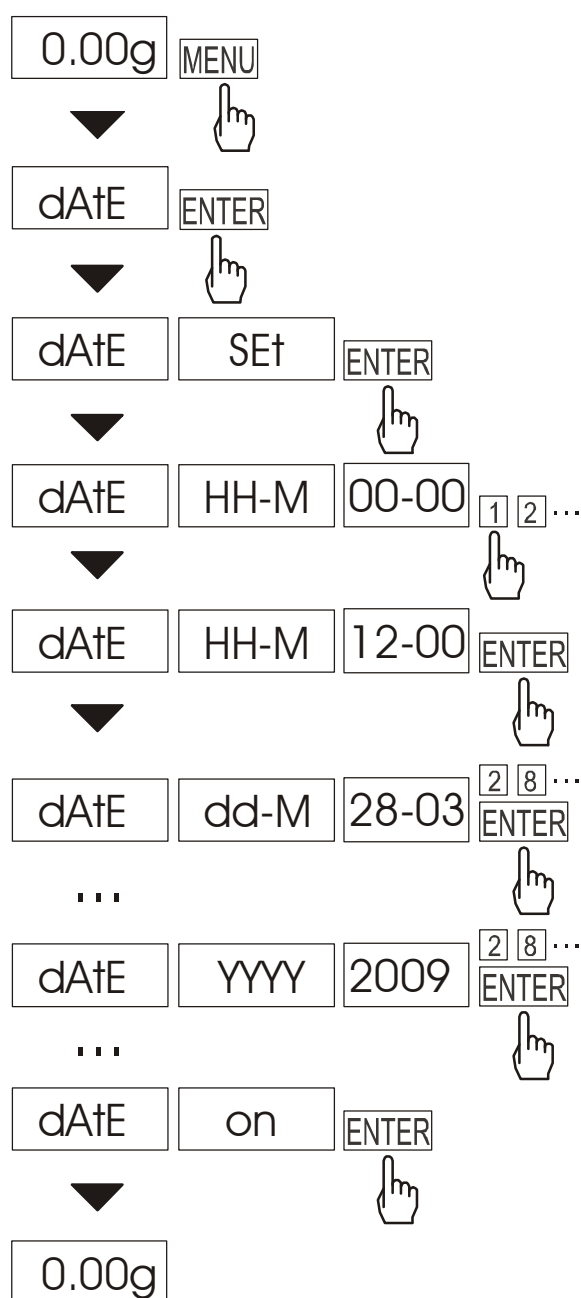 0.00g MENU
dAtE ENTER
dAtE SEt ENTER
dAtE HH-M 00-00 1 2 ...
dAtE HH-M 12-00 ENTER
2 8 ...
dAtE dd-M 28-03 ENTER
...
2 8 ...
dAtE YYYY 2009 ENTER
...
dAtE on ENTER
0.00g